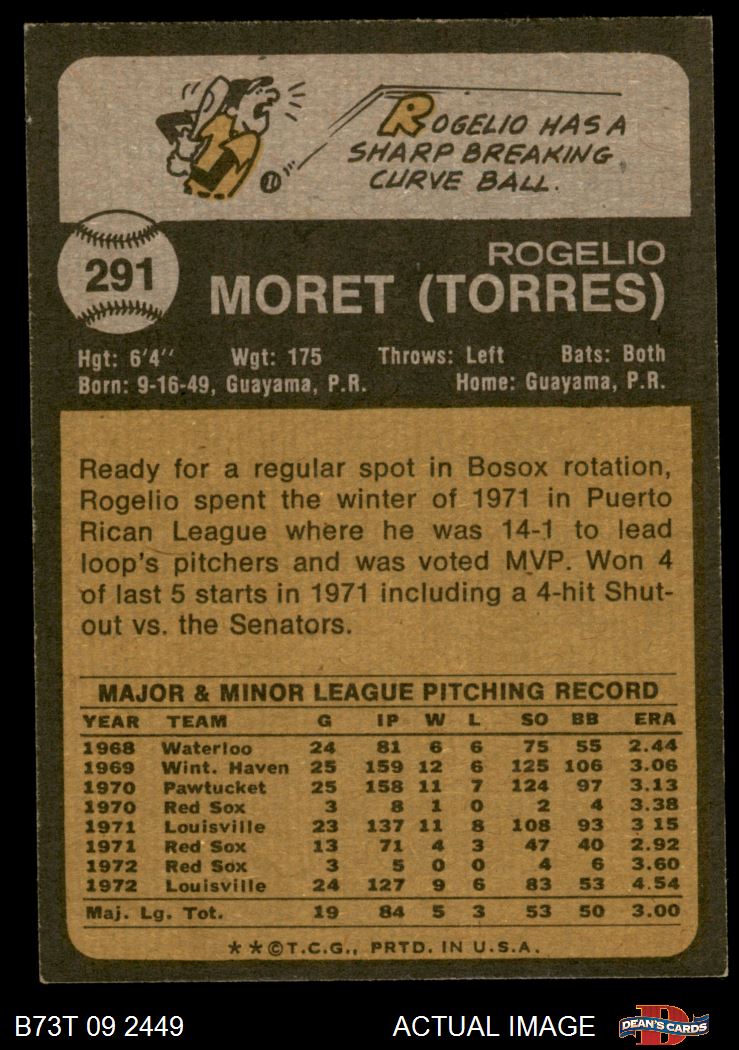 ROGELIO HAS A
SHARP BREAKING
CURVE BALL.
291
ROGELIO
MORET (TORRES)
Hgt: 6'4" Wgt: 175 Throws: Left Bats: Both
Born: 9-16-49, Guayama, P.R. Home: Guayama, P.R.
Ready for a regular spot in Bosox rotation,
Rogelio spent the winter of 1971 in Puerto
Rican League where he was 14-1 to lead
loop's pitchers and was voted MVP. Won 4
of last 5 starts in 1971 including a 4-hit Shut-
out vs. the Senators.
MAJOR & MINOR LEAGUE PITCHING RECORD
YEAR TEAM G IP W L SO BB ERA
1968 Waterloo 24 81 6 6 75 55 2.44
1969 Wint. Haven 25 159 12 6 125 106 3.06
1970 Pawtucket 25 158 11 7 124 97 3.13
1970 Red Sox 3 8 1 0 2 4 3.38
1971 Louisville 23 137 11 8 108 93 3 15
1971 Red Sox 13 71 4 3 47 40 2.92
1972 Red Sox 3 5 0 0 4 6 3.60
1972 Louisville 24 127 9 6 83 53 4.54
Maj. Lg. Tot. 19 84 5 3 53 50 3.00
**©T.C.G., PRTD. IN U.S.A.
B73T 09 2449 ACTUAL IMAGE D
DEAN'S CARDS